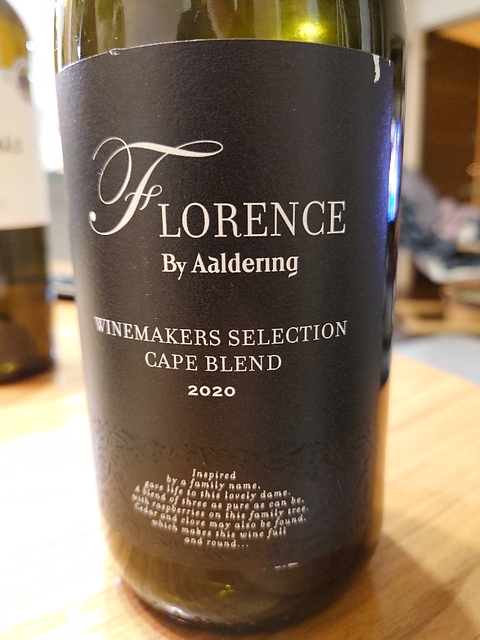 FLORENCE
By Aaldering
WINEMAKERS SELECTION
CAPE BLEND
2020
Inspired
by a family name,
gave life to this lovely dame.
A blend of three as pure as can be,
with raspberries on this family tree.
Cedar and clove may also be found,
which makes this wine full
and round...